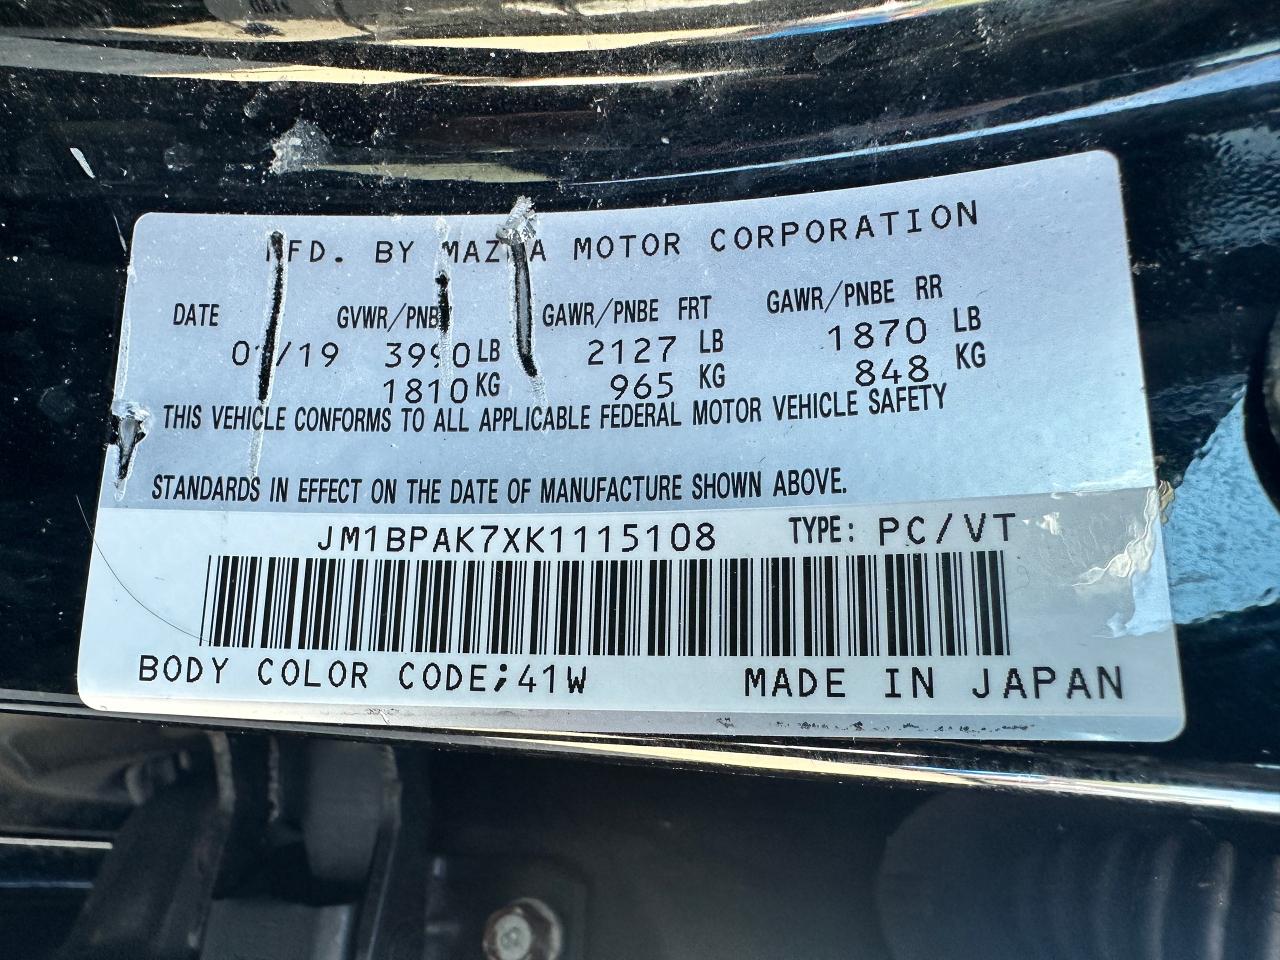 MFD. BY MAZDA MOTOR CORPORATION
DATE GVWR/PNBE GAWR/PNBE FRT GAWR/PNBE RR
/19 3990 LB 2127 LB 1870 LB
1810 KG 965 KG 848 KG
THIS VEHICLE CONFORMS TO ALL APPLICABLE FEDERAL MOTOR VEHICLE SAFETY
STANDARDS IN EFFECT ON THE DATE OF MANUFACTURE SHOWN ABOVE.
JM1BPAK7XK1115108 TYPE: PC/VT
BODY COLOR CODE;41W MADE IN JAPAN